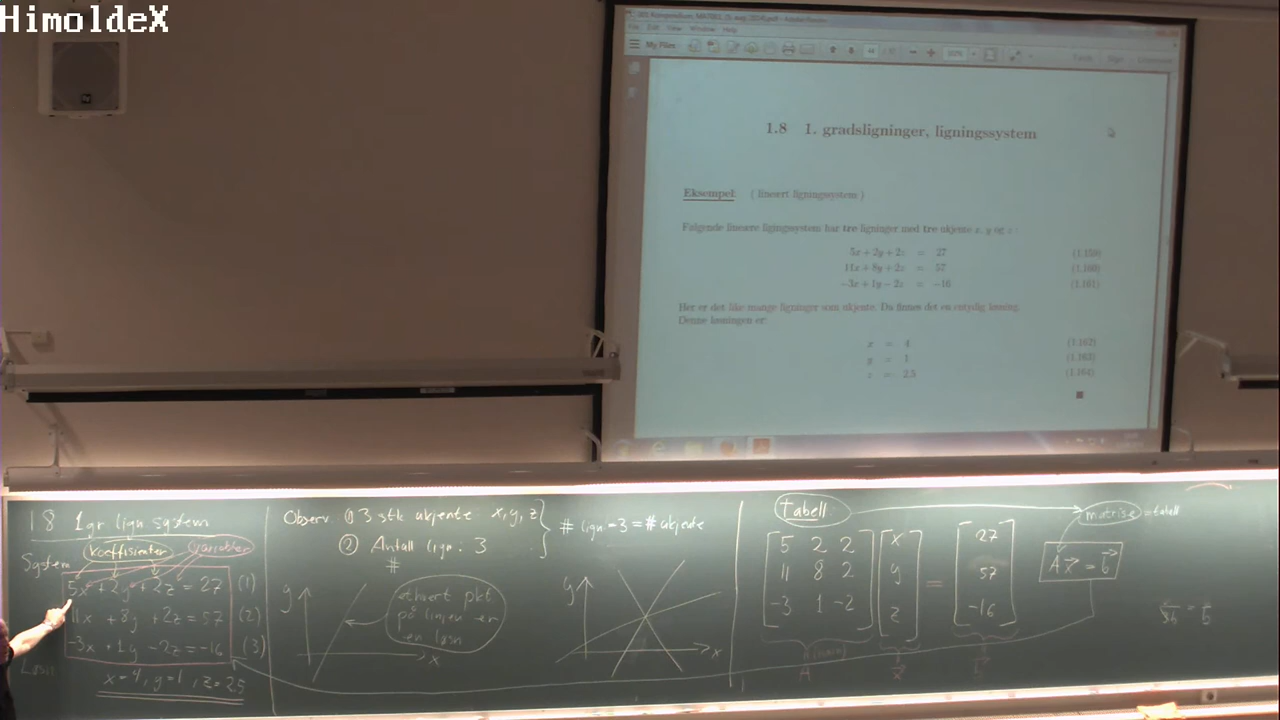 HimoldeX
My Files
1.8 1. gradsligninger, ligningssystem
Eksempel: ( lineært ligningssystem )
Følgende lineære ligningssystem har tre ligninger med tre ukjente x, y og z :
5x + 2y + 2z = 27 (1.159)
11x + 8y + 2z = 57 (1.160)
−3x + 1y − 2z = −16 (1.161)
Her er det like mange ligninger som ukjente. Da finnes det en entydig løsning.
Denne løsningen er:
x = 4 (1.162)
y = 1 (1.163)
z = 2.5 (1.164)
1.8 1gr lign system
System koeffisienter variabler
5x + 2y + 2z = 27 (1)
11x + 8y + 2z = 57 (2)
-3x + 1y - 2z = -16 (3)
Løsn
x = 4, y = 1, z = 2.5
Observ. ① 3 stk ukjente x, y, z
② Antall lign: 3
#
# lign = 3 = # ukjente
y
x
ethvert pkt
på linjen er
en løsn
y
x
tabell
matrise = tabell
5 2 2 x 27
11 8 2 y = 57
-3 1 -2 z -16
A x⃗ = b⃗
A
x⃗
b⃗